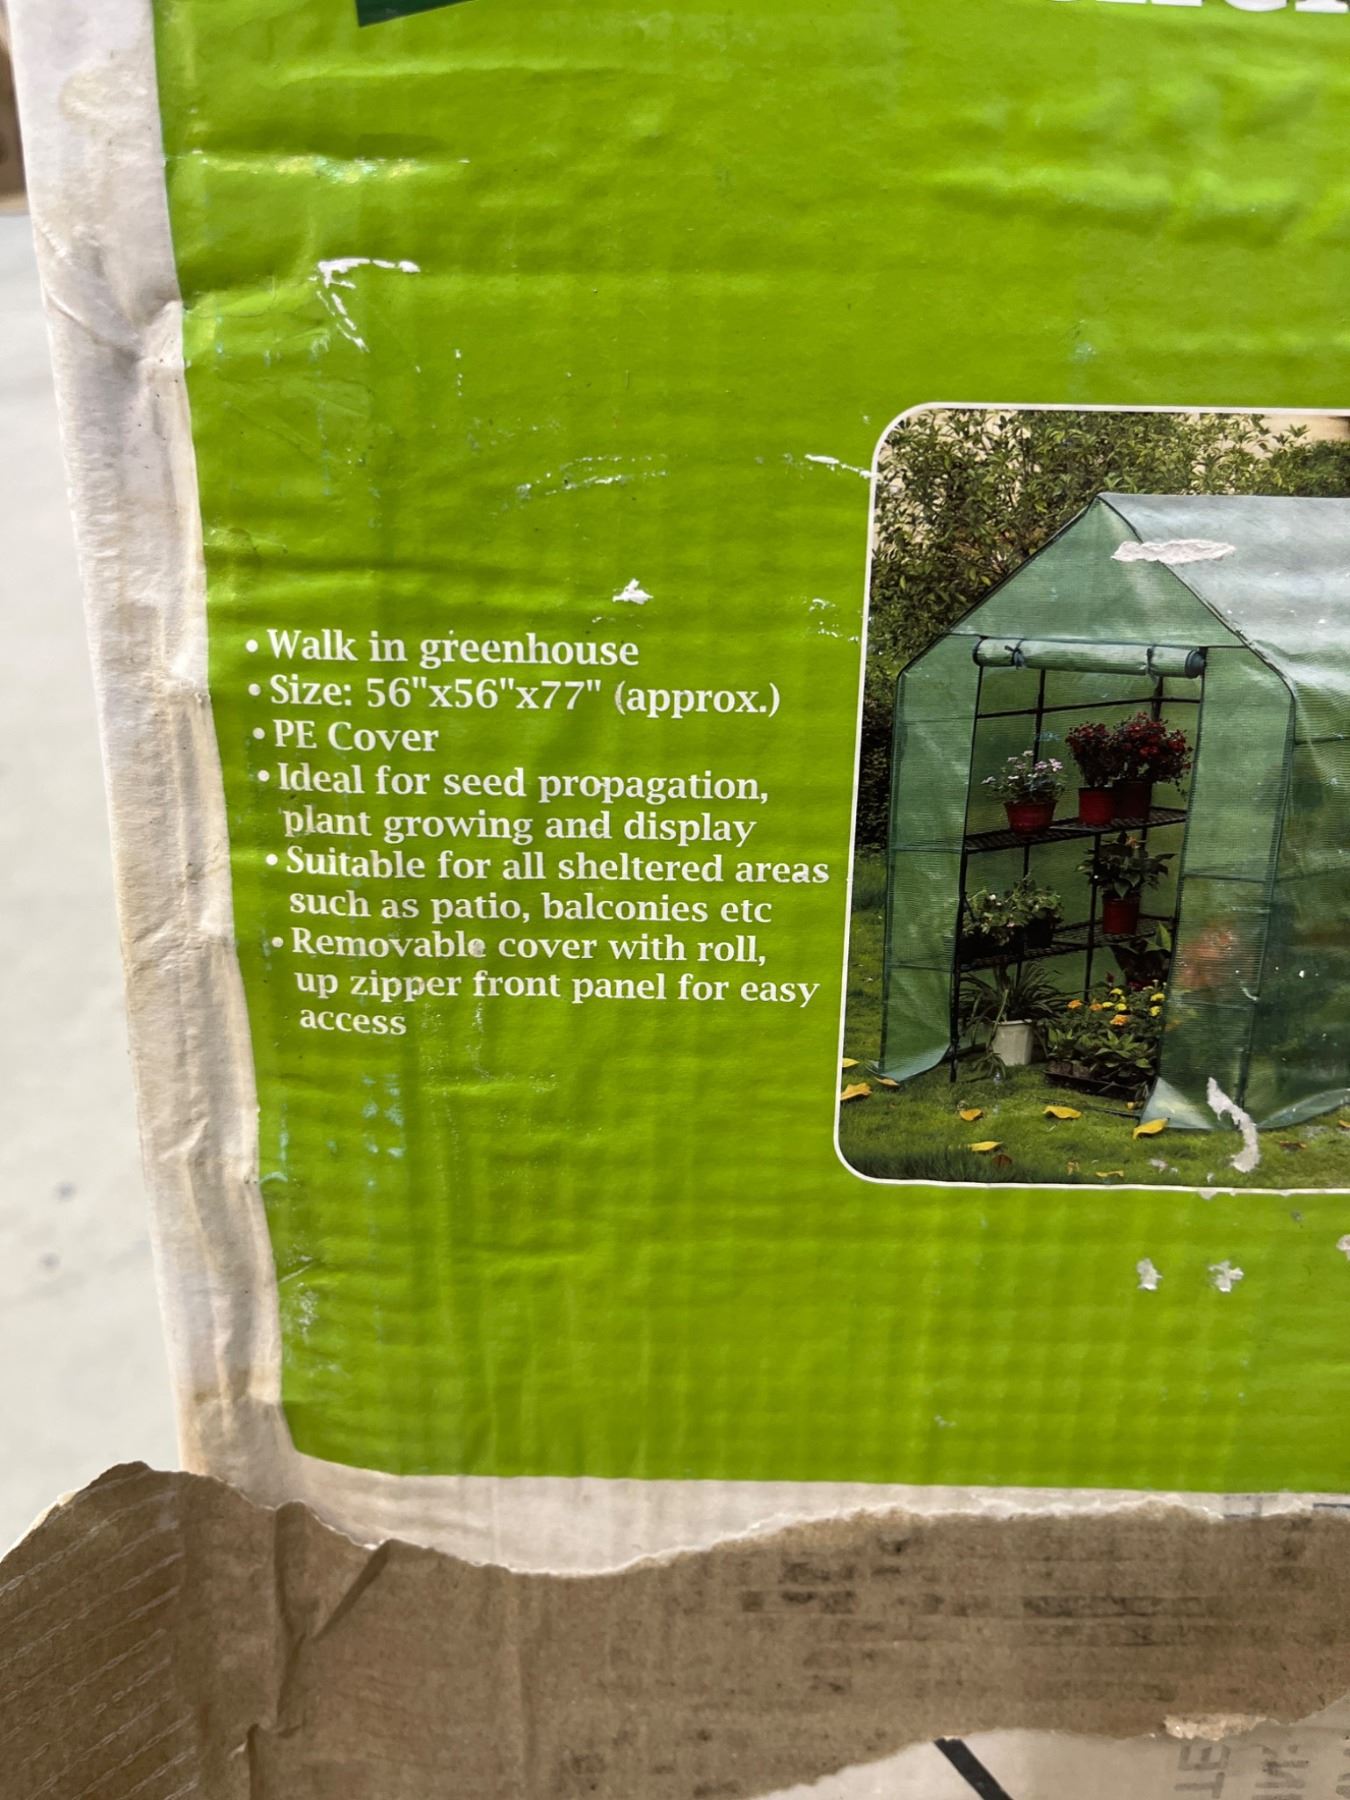 • Walk in greenhouse
• Size: 56"x56"x77" (approx.)
• PE Cover
• Ideal for seed propagation,
plant growing and display
• Suitable for all sheltered areas
such as patio, balconies etc
• Removable cover with roll,
up zipper front panel for easy
access